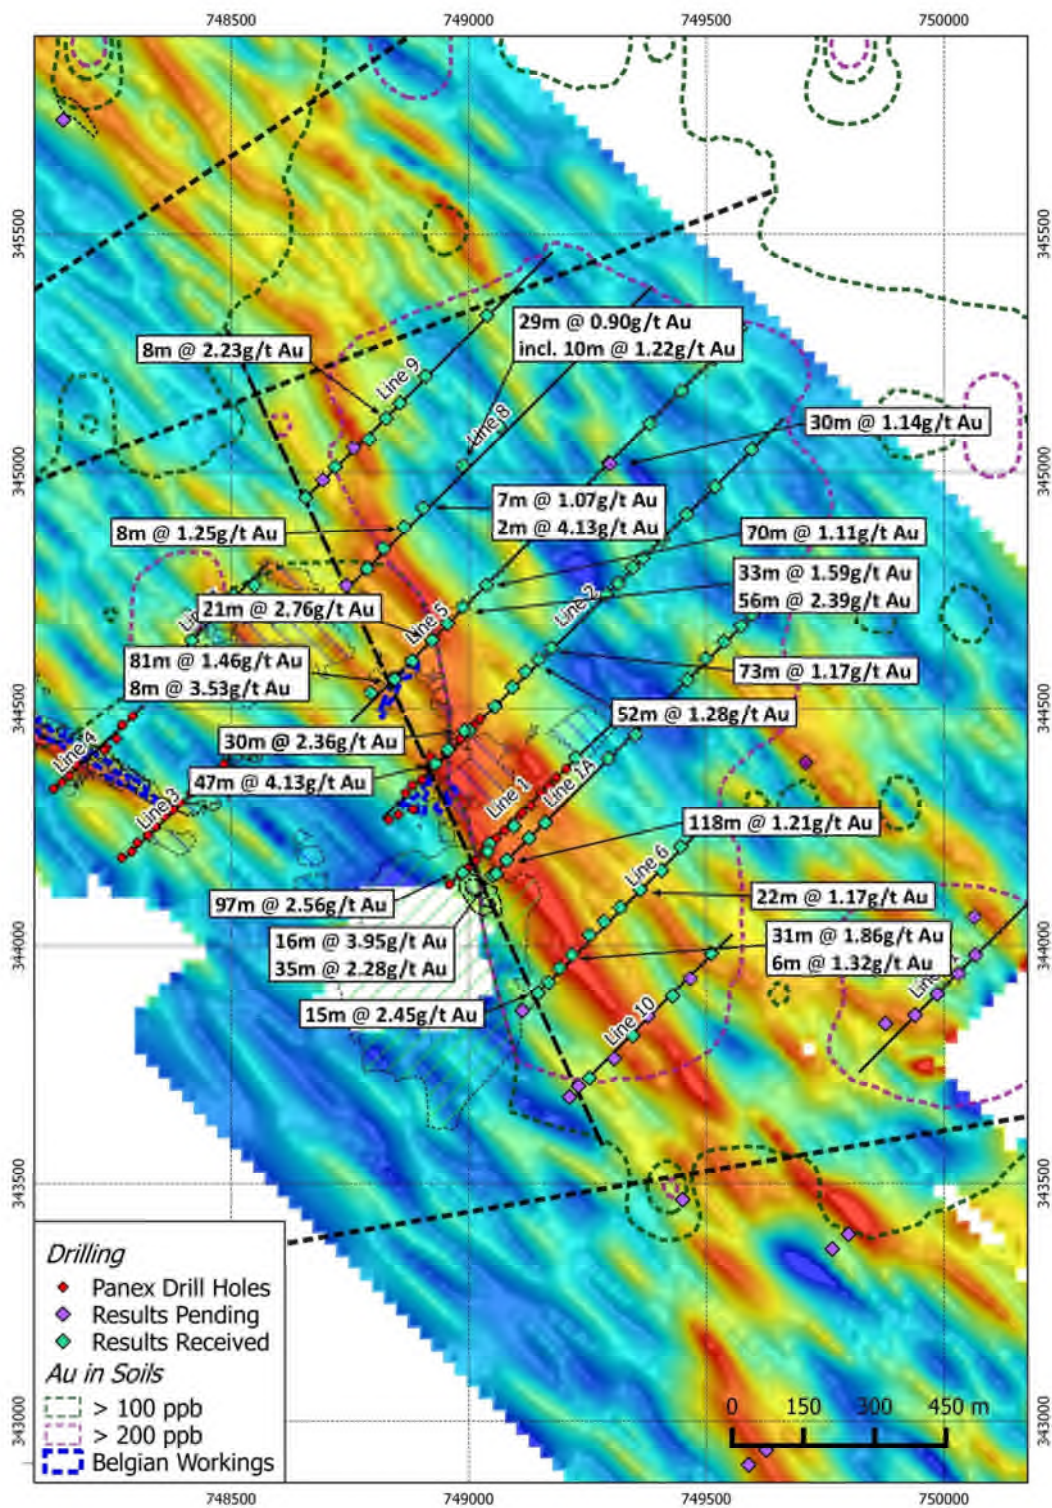 748500
749000
749500
750000
345500
345500
29m @ 0.90g/t Au
incl. 10m @ 1.22g/t Au
8m @ 2.23g/t Au
Line 9
Line 8
30m @ 1.14g/t Au
345000
345000
7m @ 1.07g/t Au
2m @ 4.13g/t Au
8m @ 1.25g/t Au
70m @ 1.11g/t Au
33m @ 1.59g/t Au
56m @ 2.39g/t Au
21m @ 2.76g/t Au
Line 5
Line 2
81m @ 1.46g/t Au
8m @ 3.53g/t Au
73m @ 1.17g/t Au
344500
344500
52m @ 1.28g/t Au
30m @ 2.36g/t Au
Line 4
47m @ 4.13g/t Au
Line 3
Line 1
Line 1A
118m @ 1.21g/t Au
Line 6
97m @ 2.56g/t Au
22m @ 1.17g/t Au
16m @ 3.95g/t Au
35m @ 2.28g/t Au
31m @ 1.86g/t Au
6m @ 1.32g/t Au
344000
344000
15m @ 2.45g/t Au
Line 10
343500
343500
Drilling
Panex Drill Holes
Results Pending
Results Received
Au in Soils
> 100 ppb
> 200 ppb
Belgian Workings
0 150 300 450 m
343000
343000
748500
749000
749500
750000